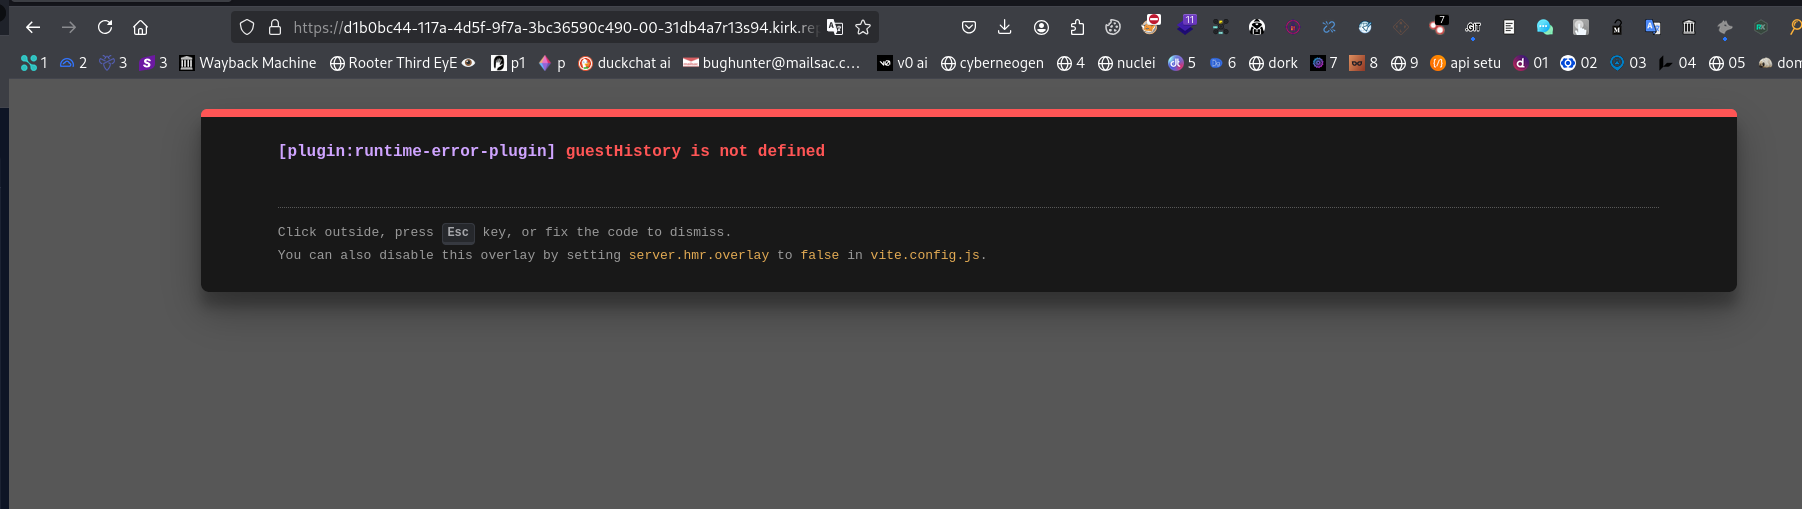 https://d1b0bc44-117a-4d5f-9f7a-3bc36590c490-00-31db4a7r13s94.kirk.rep
11
7
.GIT
1 2 3 3 Wayback Machine Rooter Third EyE p1 p duckchat ai bughunter@mailsac.c... v0 ai cyberneogen 4 nuclei 5 6 dork 7 8 9 api setu 01 02 03 04 05 dom
[plugin:runtime-error-plugin] guestHistory is not defined
Click outside, press Esc key, or fix the code to dismiss.
You can also disable this overlay by setting server.hmr.overlay to false in vite.config.js.